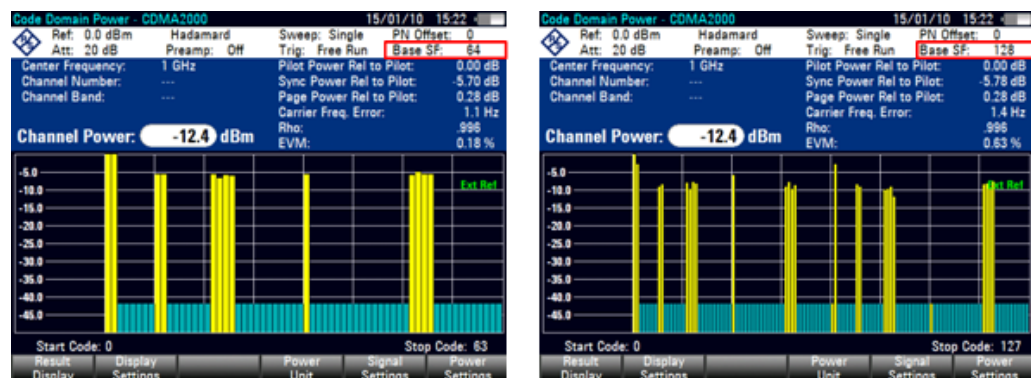 Code Domain Power - CDMA2000 15/01/10 15:22
Ref: 0.0 dBm Hadamard Sweep: Single PN Offset: 0
Att: 20 dB Preamp: Off Trig: Free Run Base SF: 64
Center Frequency: 1 GHz Pilot Power Rel to Pilot: 0.00 dB
Channel Number: --- Sync Power Rel to Pilot: -5.70 dB
Channel Band: --- Page Power Rel to Pilot: 0.28 dB
Carrier Freq. Error: 1.1 Hz
Rho: .996
Channel Power: -12.4 dBm EVM: 0.18 %
-5.0
Ext Ref
-10.0
-15.0
-20.0
-25.0
-30.0
-35.0
-40.0
-45.0
Start Code: 0 Stop Code: 63
Result Display Power Signal Power
Display Settings Unit Settings Settings
Code Domain Power - CDMA2000 15/01/10 15:22
Ref: 0.0 dBm Hadamard Sweep: Single PN Offset: 0
Att: 20 dB Preamp: Off Trig: Free Run Base SF: 128
Center Frequency: 1 GHz Pilot Power Rel to Pilot: 0.00 dB
Channel Number: --- Sync Power Rel to Pilot: -5.78 dB
Channel Band: --- Page Power Rel to Pilot: 0.28 dB
Carrier Freq. Error: 1.4 Hz
Rho: .996
Channel Power: -12.4 dBm EVM: 0.63 %
-5.0
Ext Ref
-10.0
-15.0
-20.0
-25.0
-30.0
-35.0
-40.0
-45.0
Start Code: 0 Stop Code: 127
Result Display Power Signal Power
Display Settings Unit Settings Settings